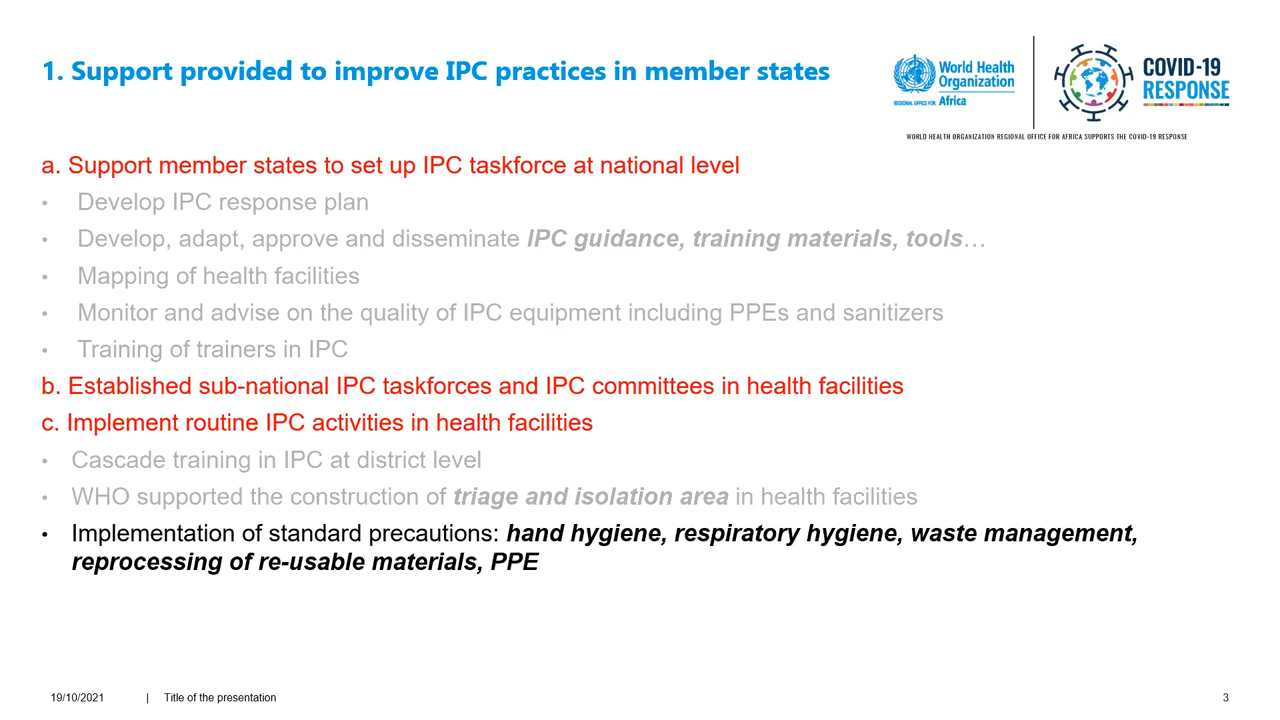 1. Support provided to improve IPC practices in member states
World Health
Organization
REGIONAL OFFICE FOR Africa
COVID-19
RESPONSE
WORLD HEALTH ORGANIZATION REGIONAL OFFICE FOR AFRICA SUPPORTS THE COVID-19 RESPONSE
a. Support member states to set up IPC taskforce at national level
• Develop IPC response plan
• Develop, adapt, approve and disseminate IPC guidance, training materials, tools…
• Mapping of health facilities
• Monitor and advise on the quality of IPC equipment including PPEs and sanitizers
• Training of trainers in IPC
b. Established sub-national IPC taskforces and IPC committees in health facilities
c. Implement routine IPC activities in health facilities
• Cascade training in IPC at district level
• WHO supported the construction of triage and isolation area in health facilities
• Implementation of standard precautions: hand hygiene, respiratory hygiene, waste management,
reprocessing of re-usable materials, PPE
19/10/2021 | Title of the presentation 3